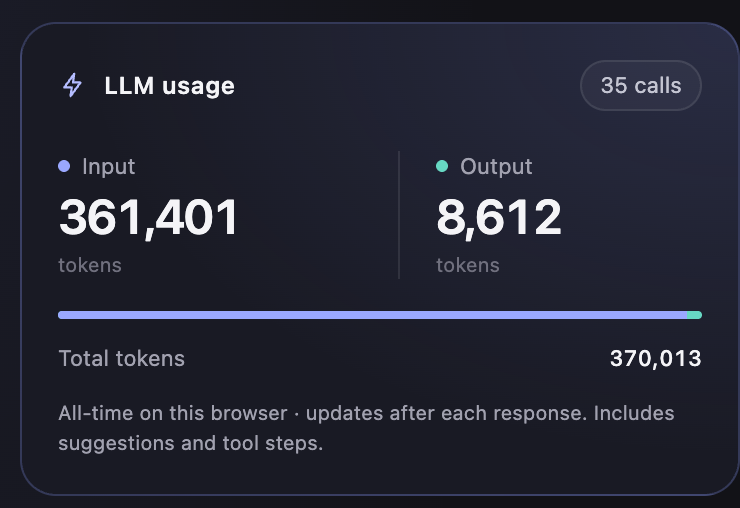 LLM usage
35 calls
Input
361,401
tokens
Output
8,612
tokens
Total tokens
370,013
All-time on this browser · updates after each response. Includes
suggestions and tool steps.